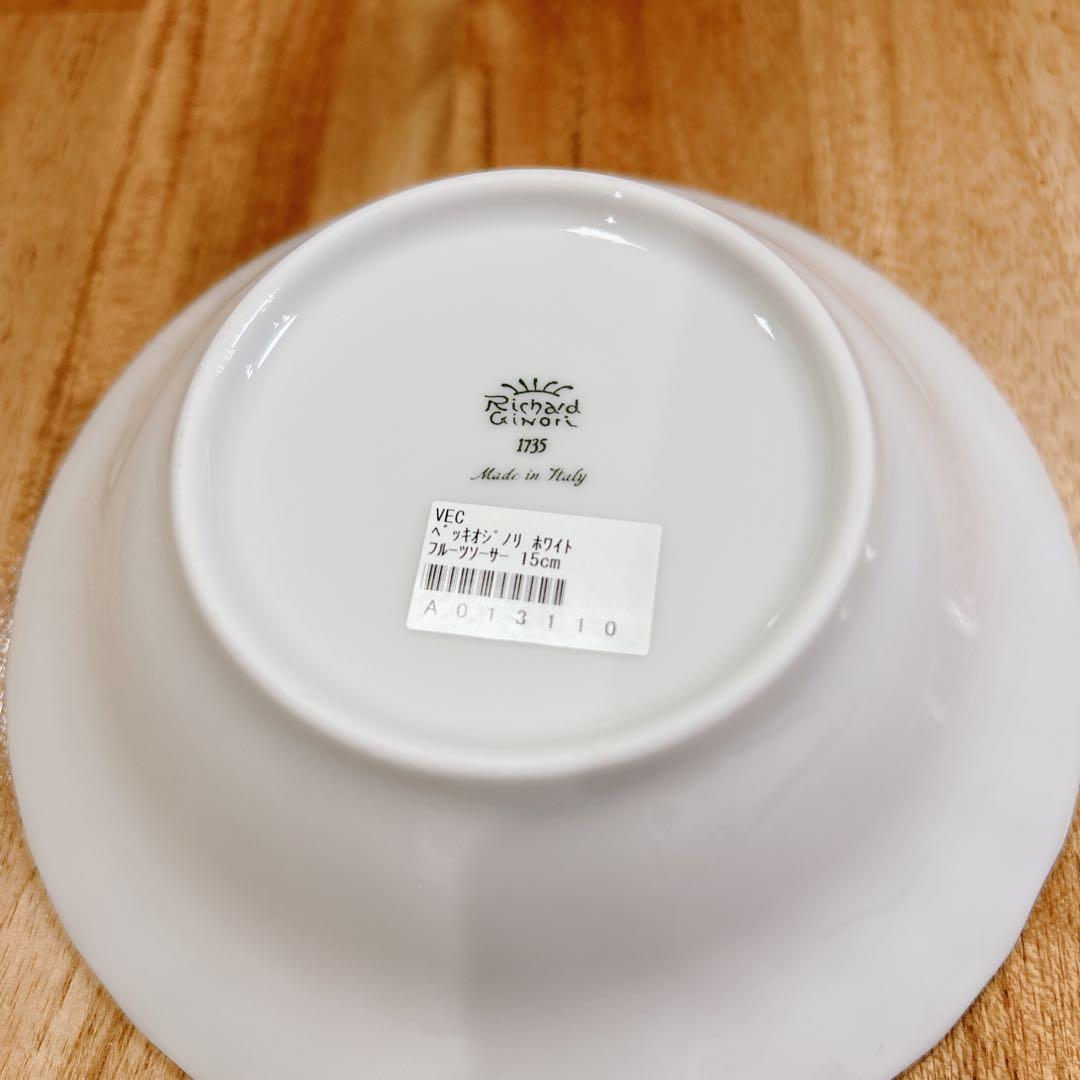 Richard
Ginori
1735
Made in Italy
VEC
ﾍﾞｯｷｵｼﾞﾉﾘ ﾎﾜｲﾄ
ﾌﾙｰﾂｿｰｻｰ 15cm
A013110